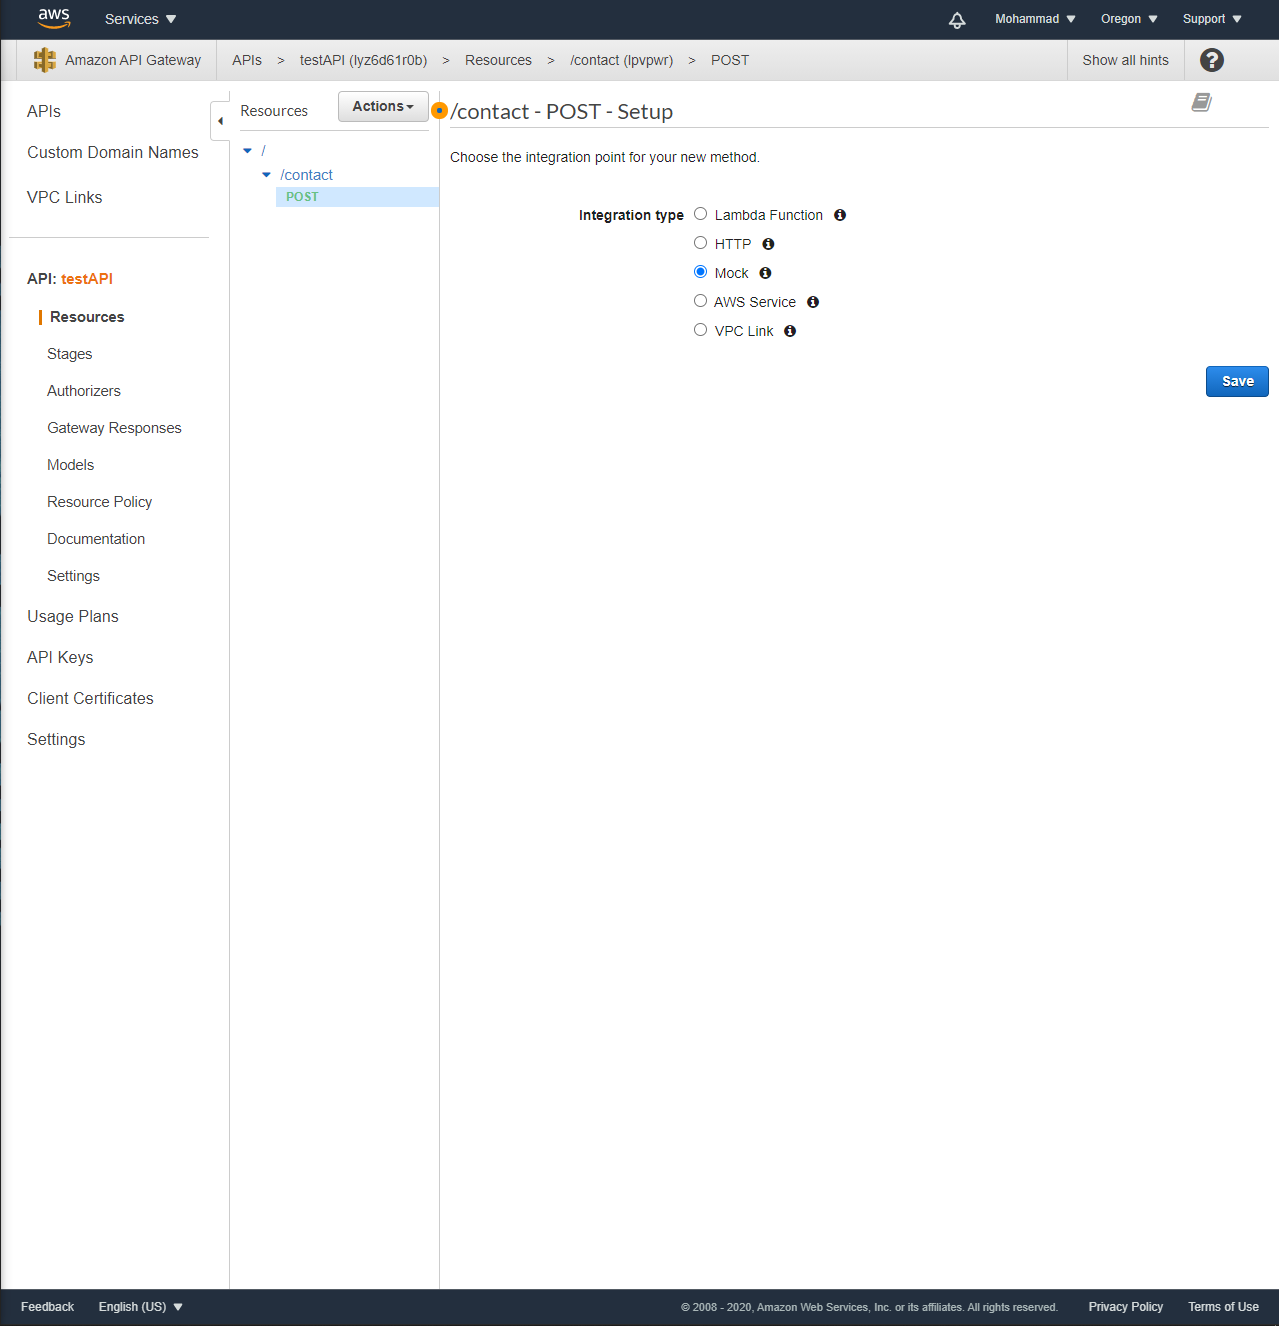 aws Services Mohammad Oregon Support
Amazon API Gateway APIs > testAPI (lyz6d61r0b) > Resources > /contact (lpvpwr) > POST Show all hints ?
APIs
Custom Domain Names
VPC Links
API: testAPI
Resources
Stages
Authorizers
Gateway Responses
Models
Resource Policy
Documentation
Settings
Usage Plans
API Keys
Client Certificates
Settings
Resources Actions
/
/contact
POST
/contact - POST - Setup
Choose the integration point for your new method.
Integration type Lambda Function
HTTP
Mock
AWS Service
VPC Link
Save
Feedback English (US) © 2008 - 2020, Amazon Web Services, Inc. or its affiliates. All rights reserved. Privacy Policy Terms of Use